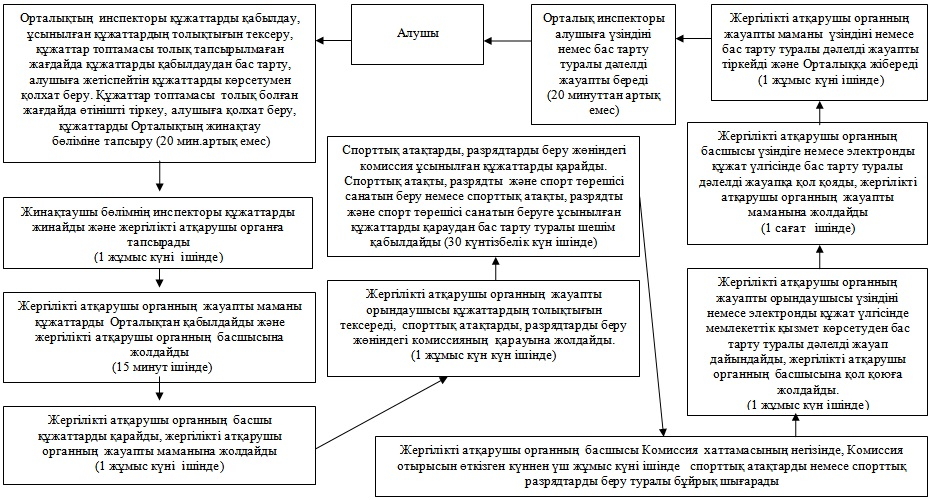 Орталықтың инспекторы құжаттарды қабылдау,
ұсынылған құжаттардың толықтығын тексеру,
құжаттар топтамасы толық тапсырылмаған
жағдайда құжаттарды қабылдаудан бас тарту,
алушыға жетіспейтін құжаттарды көрсетумен
қолхат беру. Құжаттар топтамасы толық болған
жағдайда өтінішті тіркеу, алушыға қолхат беру,
құжаттарды Орталықтың жинақтау
бөліміне тапсыру (20 мин.артық емес)
Жинақтаушы бөлімнің инспекторы құжаттарды
жинайды және жергілікті атқарушы органға
тапсырады
(1 жұмыс күні ішінде)
Жергілікті атқарушы органның жауапты маманы
құжаттарды Орталықтан қабылдайды және
жергілікті атқарушы органның басшысына
жолдайды
(15 минут ішінде)
Жергілікті атқарушы органның басшы
құжаттарды қарайды, жергілікті атқарушы
органның жауапты маманына жолдайды
(1 жұмыс күні ішінде)
Жергілікті атқарушы органның жауапты
орындаушысы құжаттардың толықтығын
тексереді, спорттық атақтарды, разрядтарды беру
жөніндегі комиссияның қарауына жолдайды.
(1 жұмыс күн күн ішінде)
Спорттық атақтарды, разрядтарды беру жөніндегі
комиссия ұсынылған құжаттарды қарайды.
Спорттық атақты, разрядты және спорт төрешісі
санатын беру немесе спорттық атақты, разрядты
және спорт төрешісі санатын беруге ұсынылған
құжаттарды қараудан бас тарту туралы шешім
қабылдайды (30 күнтізбелік күн ішінде)
Жергілікті атқарушы органның басшысы Комиссия хаттамасының негізінде, Комиссия
отырысын өткізген күннен үш жұмыс күні ішінде спорттық атақтарды немесе спорттық
разрядтарды беру туралы бұйрық шығарады
Жергілікті атқарушы органның
жауапты орындаушысы үзіндіні
немесе электронды құжат үлгісінде
мемлекеттік қызмет көрсетуден бас
тарту туралы дәлелді жауап
дайындайды, жергілікті атқарушы
органның басшысына қол қоюға
жолдайды.
(1 жұмыс күн ішінде)
Жергілікті атқарушы органның
басшысы үзіндіге немесе электронды
құжат үлгісінде бас тарту туралы
дәлелді жауапқа қол қояды, жергілікті
атқарушы органның жауапты
маманына жолдайды
(1 сағат ішінде)
Жергілікті атқарушы органның
жауапты маманы үзіндіні немесе
бас тарту туралы дәлелді жауапты
тіркейді және Орталыққа жібереді
(1 жұмыс күні ішінде)
Орталық инспекторы
алушыға үзіндіні
немес бас тарту
туралы дәлелді
жауапты береді
(20 минуттан артық
емес)
Алушы